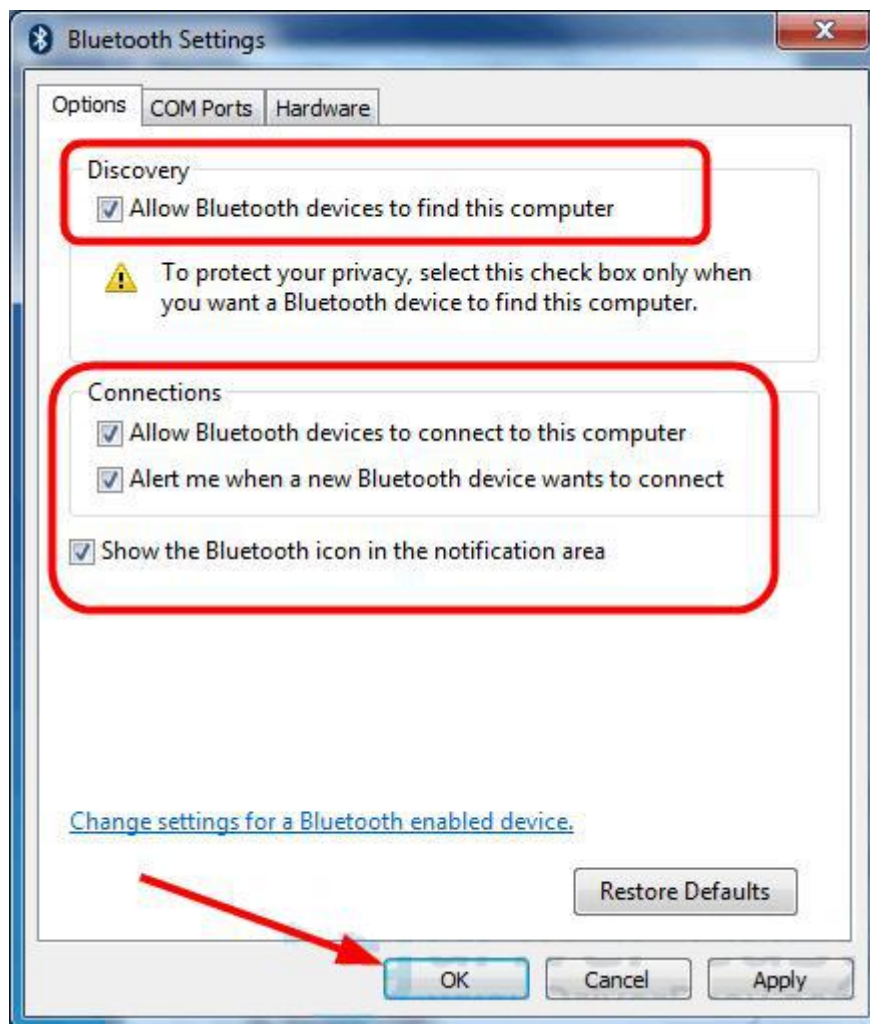 Bluetooth Settings
Options COM Ports Hardware
Discovery
Allow Bluetooth devices to find this computer
To protect your privacy, select this check box only when
you want a Bluetooth device to find this computer.
Connections
Allow Bluetooth devices to connect to this computer
Alert me when a new Bluetooth device wants to connect
Show the Bluetooth icon in the notification area
Change settings for a Bluetooth enabled device.
Restore Defaults
OK Cancel Apply